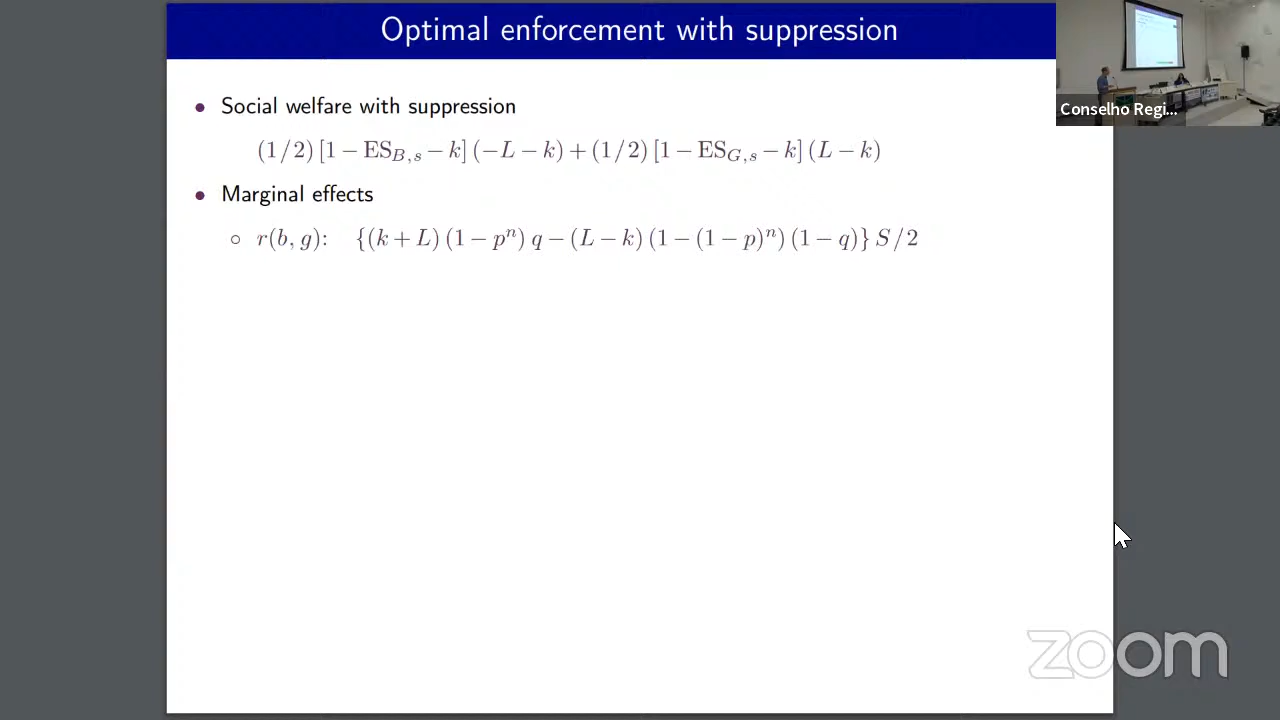 Optimal enforcement with suppression
Conselho Regi...
• Social welfare with suppression
(1/2) [1 − ES_{B,s} − k] (−L − k) + (1/2) [1 − ES_{G,s} − k] (L − k)
• Marginal effects
○ r(b, g): {(k + L) (1 − p^n) q − (L − k) (1 − (1 − p)^n) (1 − q)} S/2
zoom